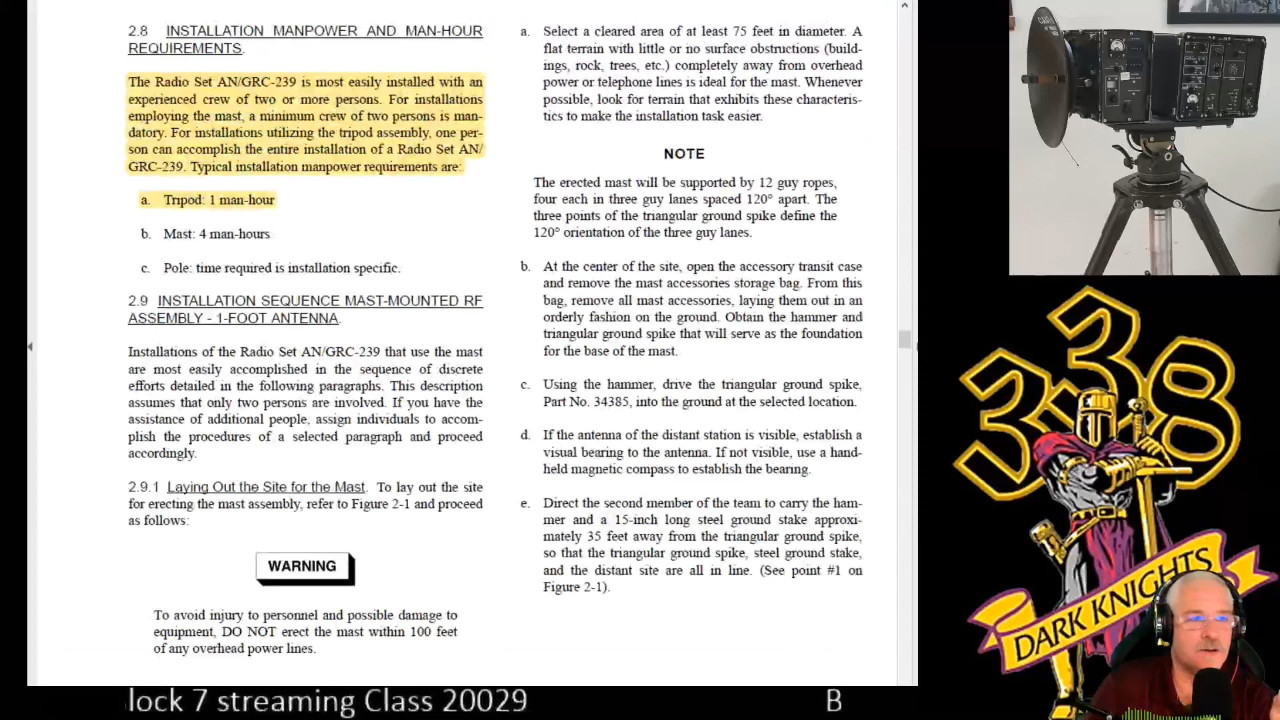 2.8 INSTALLATION MANPOWER AND MAN-HOUR
REQUIREMENTS.
The Radio Set AN/GRC-239 is most easily installed with an
experienced crew of two or more persons. For installations
employing the mast, a minimum crew of two persons is man-
datory. For installations utilizing the tripod assembly, one per-
son can accomplish the entire installation of a Radio Set AN/
GRC-239. Typical installation manpower requirements are:
a. Tripod: 1 man-hour
b. Mast: 4 man-hours
c. Pole: time required is installation specific.
2.9 INSTALLATION SEQUENCE MAST-MOUNTED RF
ASSEMBLY - 1-FOOT ANTENNA.
Installations of the Radio Set AN/GRC-239 that use the mast
are most easily accomplished in the sequence of discrete
efforts detailed in the following paragraphs. This description
assumes that only two persons are involved. If you have the
assistance of additional people, assign individuals to accom-
plish the procedures of a selected paragraph and proceed
accordingly.
2.9.1 Laying Out the Site for the Mast. To lay out the site
for erecting the mast assembly, refer to Figure 2-1 and proceed
as follows:
WARNING
To avoid injury to personnel and possible damage to
equipment, DO NOT erect the mast within 100 feet
of any overhead power lines.
a. Select a cleared area of at least 75 feet in diameter. A
flat terrain with little or no surface obstructions (build-
ings, rock, trees, etc.) completely away from overhead
power or telephone lines is ideal for the mast. Whenever
possible, look for terrain that exhibits these characteris-
tics to make the installation task easier.
NOTE
The erected mast will be supported by 12 guy ropes,
four each in three guy lanes spaced 120° apart. The
three points of the triangular ground spike define the
120° orientation of the three guy lanes.
b. At the center of the site, open the accessory transit case
and remove the mast accessories storage bag. From this
bag, remove all mast accessories, laying them out in an
orderly fashion on the ground. Obtain the hammer and
triangular ground spike that will serve as the foundation
for the base of the mast.
c. Using the hammer, drive the triangular ground spike,
Part No. 34385, into the ground at the selected location.
d. If the antenna of the distant station is visible, establish a
visual bearing to the antenna. If not visible, use a hand-
held magnetic compass to establish the bearing.
e. Direct the second member of the team to carry the ham-
mer and a 15-inch long steel ground stake approxi-
mately 35 feet away from the triangular ground spike,
so that the triangular ground spike, steel ground stake,
and the distant site are all in line. (See point #1 on
Figure 2-1).
338
DARK KNIGHTS
lock 7 streaming Class 20029 B